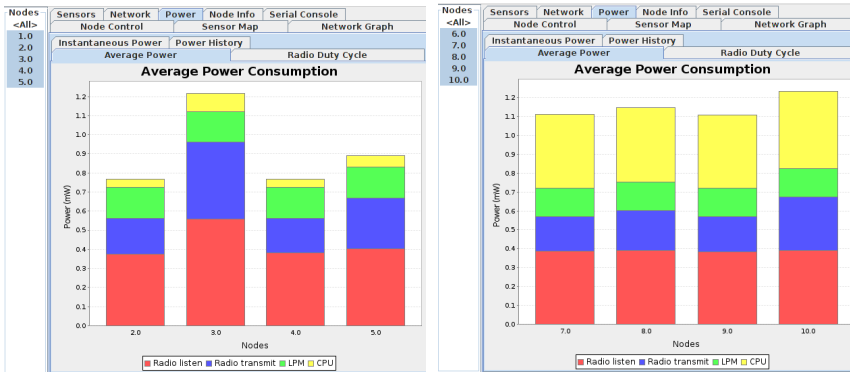 Nodes
<All>
1.0
2.0
3.0
4.0
5.0
Sensors Network Power Node Info Serial Console
Node Control Sensor Map Network Graph
Instantaneous Power Power History
Average Power Radio Duty Cycle
Average Power Consumption
Power (mW)
1.2
1.1
1.0
0.9
0.8
0.7
0.6
0.5
0.4
0.3
0.2
0.1
0.0
2.0 3.0 4.0 5.0
Nodes
Radio listen Radio transmit LPM CPU
Nodes
<All>
6.0
7.0
8.0
9.0
10.0
Sensors Network Power Node Info Serial Console
Node Control Sensor Map Network Graph
Instantaneous Power Power History
Average Power Radio Duty Cycle
Average Power Consumption
Power (mW)
1.2
1.1
1.0
0.9
0.8
0.7
0.6
0.5
0.4
0.3
0.2
0.1
0.0
7.0 8.0 9.0 10.0
Nodes
Radio listen Radio transmit LPM CPU